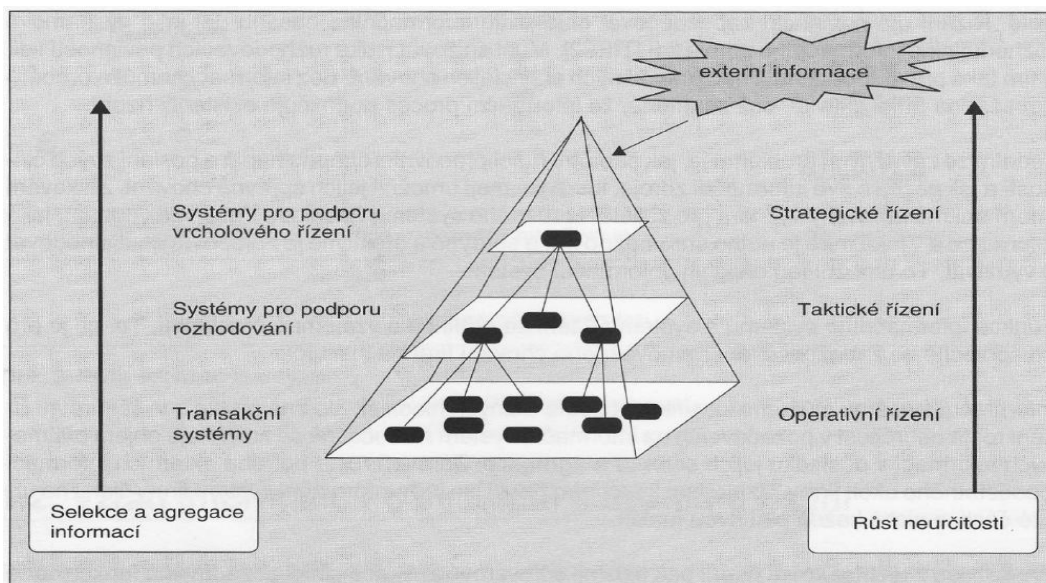 externí informace
Systémy pro podporu
vrcholového řízení
Strategické řízení
Systémy pro podporu
rozhodování
Taktické řízení
Transakční
systémy
Operativní řízení
Selekce a agregace
informací
Růst neurčitosti